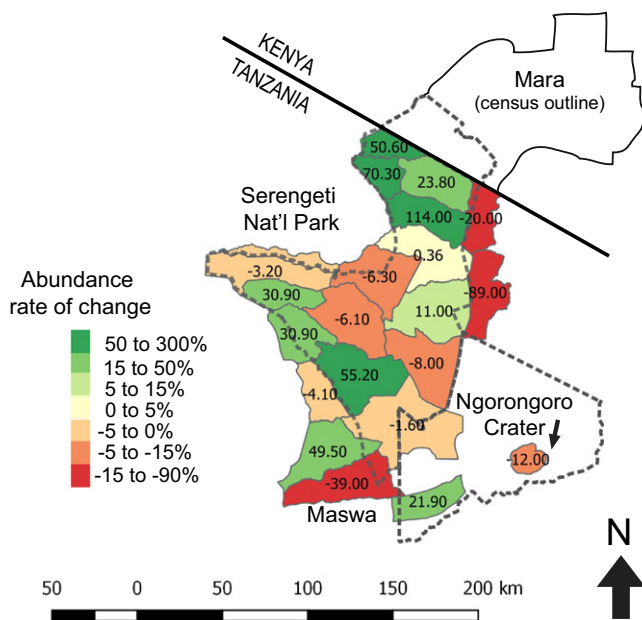 KENYA
TANZANIA
Mara
(census outline)
50.60
70.30
23.80
Serengeti
Nat'l Park
114.00
-20.00
0.36
-3.20
-6.30
Abundance
rate of change
30.90
-89.00
11.00
-6.10
30.90
50 to 300%
15 to 50%
5 to 15%
0 to 5%
-5 to 0%
-5 to -15%
-15 to -90%
-8.00
55.20
-4.10
Ngorongoro
Crater
-1.60
49.50
-12.00
-39.00
21.90
Maswa
N
50 0 50 100 150 200 km